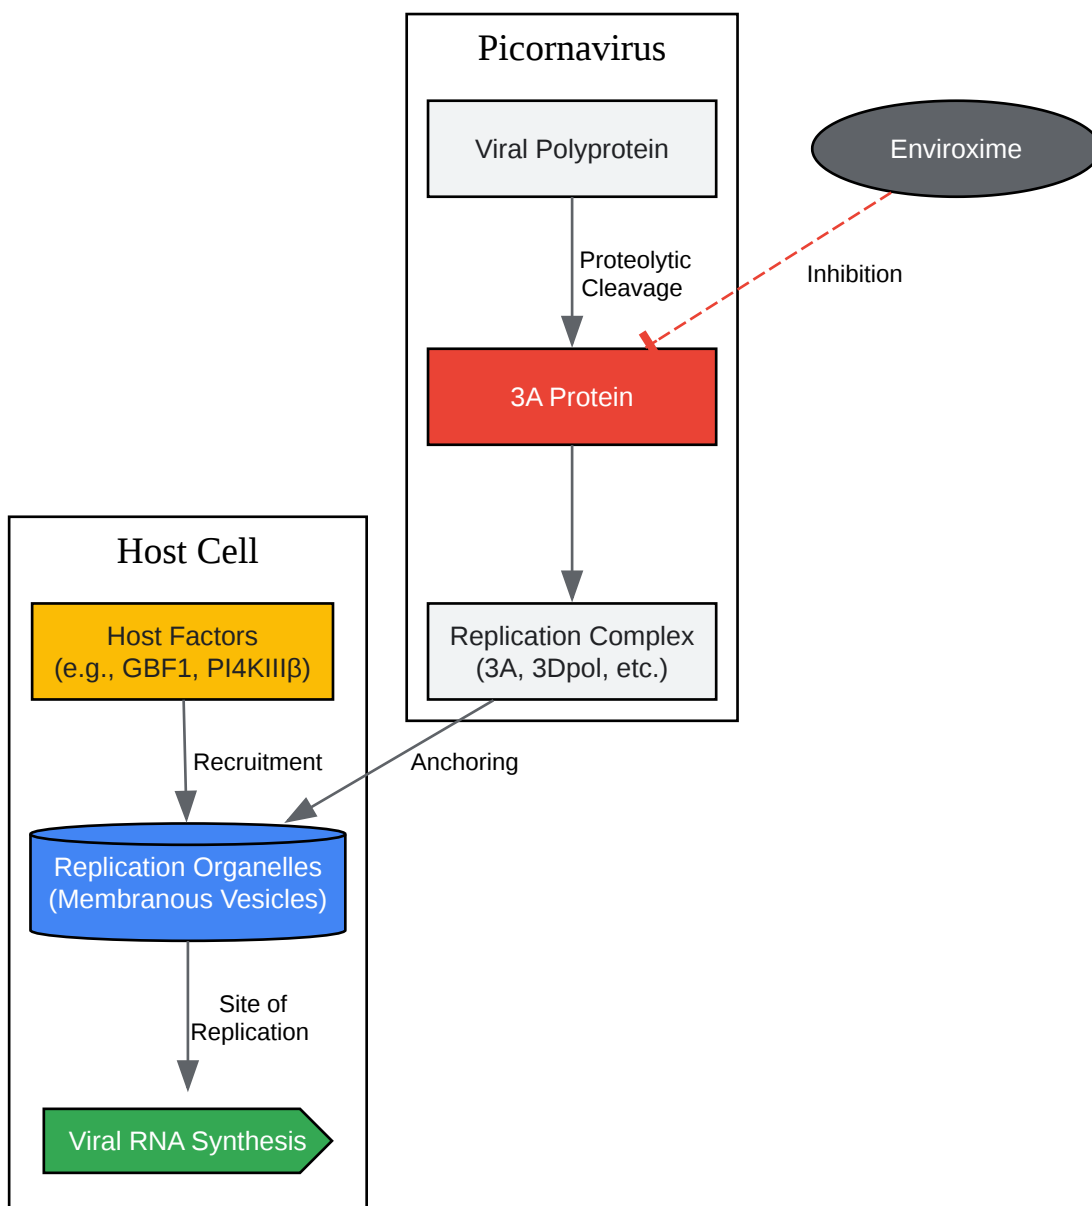 Picornavirus
Viral Polyprotein
Enviroxime
Proteolytic
Cleavage
Inhibition
3A Protein
Host Cell
Host Factors
(e.g., GBF1, PI4KIIIβ)
Replication Complex
(3A, 3Dpol, etc.)
Recruitment
Anchoring
Replication Organelles
(Membranous Vesicles)
Site of
Replication
Viral RNA Synthesis